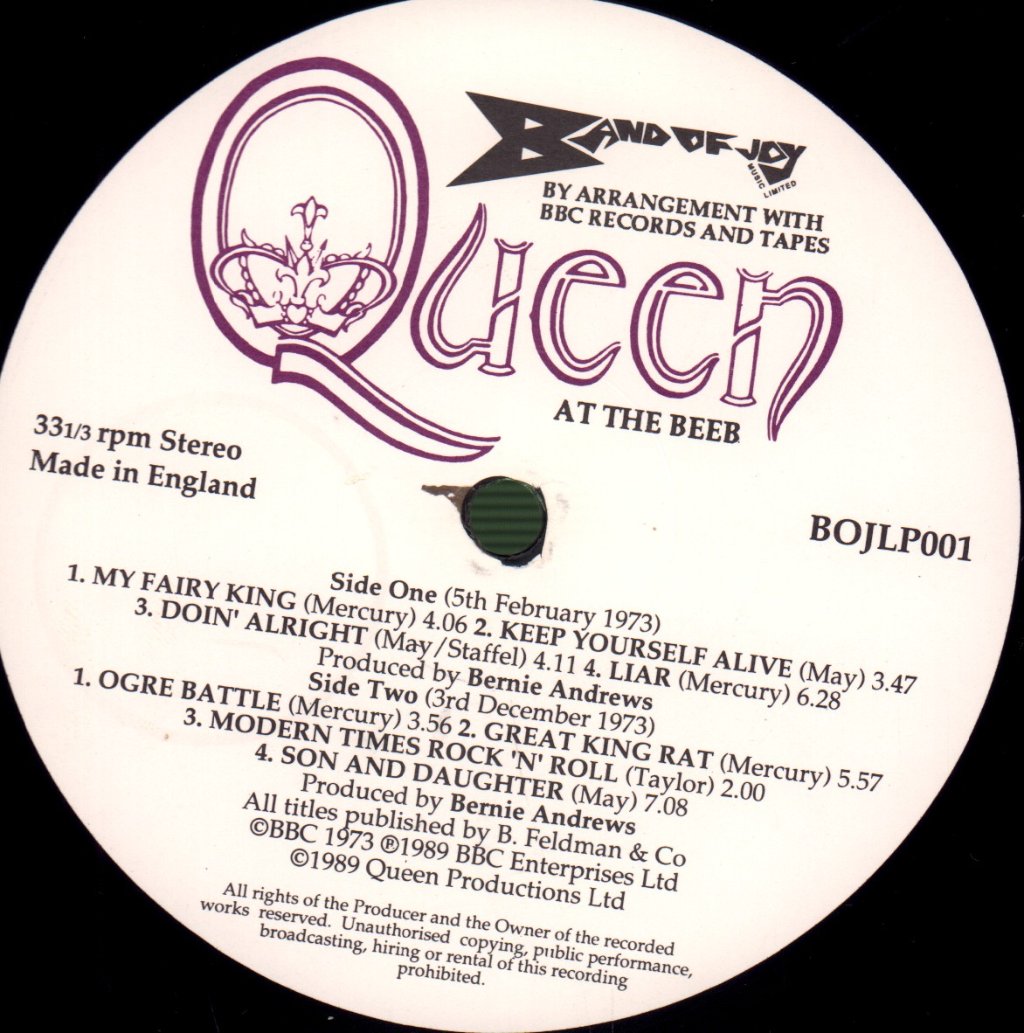 BAND OF JOY
MUSIC LIMITED
BY ARRANGEMENT WITH
BBC RECORDS AND TAPES
Queen
AT THE BEEB
33 1/3 rpm Stereo
Made in England
BOJLP001
Side One (5th February 1973)
1. MY FAIRY KING (Mercury) 4.06 2. KEEP YOURSELF ALIVE (May) 3.47
3. DOIN' ALRIGHT (May/Staffel) 4.11 4. LIAR (Mercury) 6.28
Produced by Bernie Andrews
Side Two (3rd December 1973)
1. OGRE BATTLE (Mercury) 3.56 2. GREAT KING RAT (Mercury) 5.57
3. MODERN TIMES ROCK 'N' ROLL (Taylor) 2.00
4. SON AND DAUGHTER (May) 7.08
Produced by Bernie Andrews
All titles published by B. Feldman & Co
©BBC 1973 ℗1989 BBC Enterprises Ltd
©1989 Queen Productions Ltd
All rights of the Producer and the Owner of the recorded
works reserved. Unauthorised copying, public performance,
broadcasting, hiring or rental of this recording
prohibited.